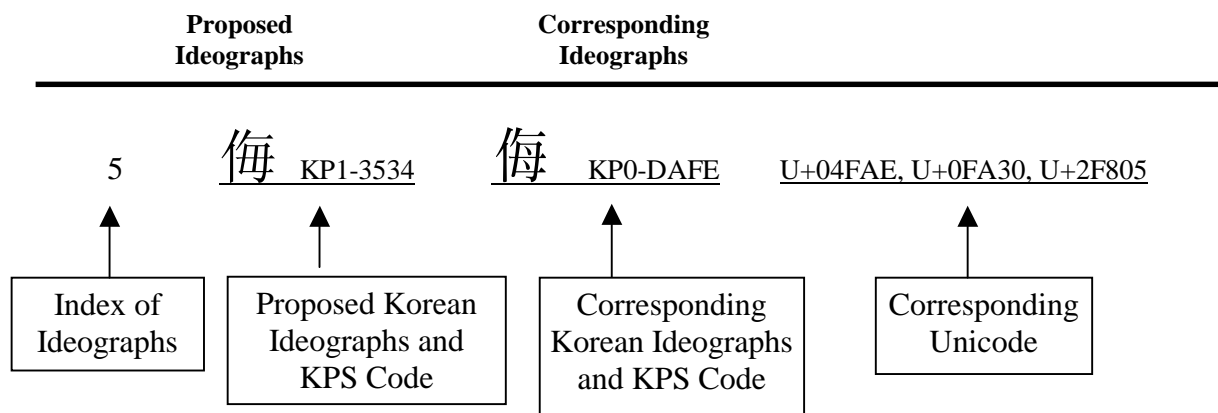 Proposed Ideographs
Corresponding Ideographs
5 侮 KP1-3534 侮 KP0-DAFE U+04FAE, U+0FA30, U+2F805
Index of
Ideographs
Proposed Korean
Ideographs and
KPS Code
Corresponding
Korean Ideographs
and KPS Code
Corresponding
Unicode